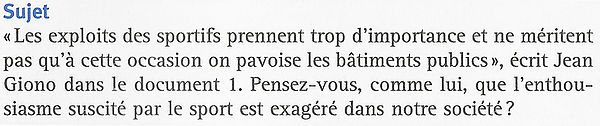 Sujet
« Les exploits des sportifs prennent trop d’importance et ne méritent
pas qu’à cette occasion on pavoise les bâtiments publics », écrit Jean
Giono dans le document 1. Pensez-vous, comme lui, que l’enthou-
siasme suscité par le sport est exagéré dans notre société ?